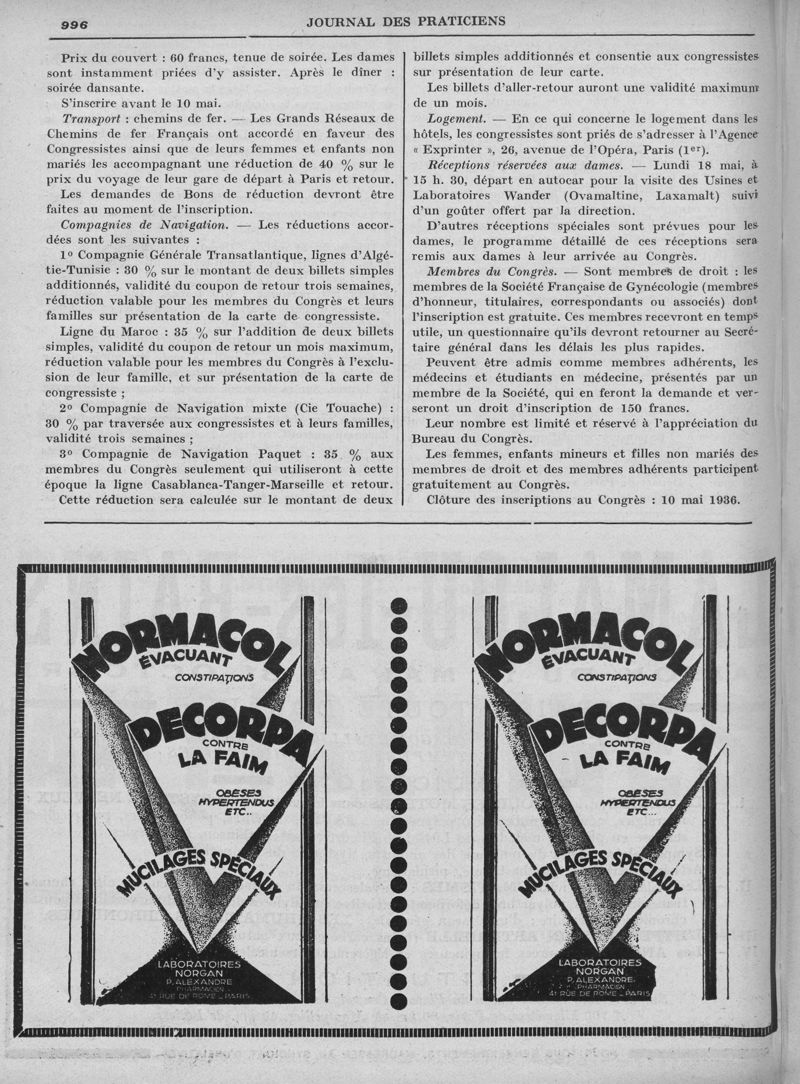 996
JOURNAL DES PRATICIENS
Prix du couvert : 60 francs, tenue de soirée. Les dames
sont instamment priées d'y assister. Après le dîner :
soirée dansante.
S'inscrire avant le 10 mai.
Transport : chemins de fer. — Les Grands Réseaux de
Chemins de fer Français ont accordé en faveur des
Congressistes ainsi que de leurs femmes et enfants non
mariés les accompagnant une réduction de 40 % sur le
prix du voyage de leur gare de départ à Paris et retour.
Les demandes de Bons de réduction devront être
faites au moment de l'inscription.
Compagnies de Navigation. — Les réductions accor-
dées sont les suivantes :
1° Compagnie Générale Transatlantique, lignes d'Algé-
tie-Tunisie : 30 % sur le montant de deux billets simples
additionnés, validité du coupon de retour trois semaines,
réduction valable pour les membres du Congrès et leurs
familles sur présentation de la carte de congressiste.
Ligne du Maroc : 35 % sur l'addition de deux billets
simples, validité du coupon de retour un mois maximum,
réduction valable pour les membres du Congrès à l'exclu-
sion de leur famille, et sur présentation de la carte de
congressiste ;
2° Compagnie de Navigation mixte (Cie Touache) :
30 % par traversée aux congressistes et à leurs familles,
validité trois semaines ;
3° Compagnie de Navigation Paquet : 35 % aux
membres du Congrès seulement qui utiliseront à cette
époque la ligne Casablanca-Tanger-Marseille et retour.
Cette réduction sera calculée sur le montant de deux
billets simples additionnés et consentie aux congressistes
sur présentation de leur carte.
Les billets d'aller-retour auront une validité maximum
de un mois.
Logement. — En ce qui concerne le logement dans les
hôtels, les congressistes sont priés de s'adresser à l'Agence
« Exprinter », 26, avenue de l'Opéra, Paris (1er).
Réceptions réservées aux dames. — Lundi 18 mai, à
15 h. 30, départ en autocar pour la visite des Usines et
Laboratoires Wander (Ovamaltine, Laxamalt) suivi
d'un goûter offert par la direction.
D'autres réceptions spéciales sont prévues pour les
dames, le programme détaillé de ces réceptions sera
remis aux dames à leur arrivée au Congrès.
Membres du Congrès. — Sont membres de droit : les
membres de la Société Française de Gynécologie (membres
d'honneur, titulaires, correspondants ou associés) dont
l'inscription est gratuite. Ces membres recevront en temps
utile, un questionnaire qu'ils devront retourner au Secré-
taire général dans les délais les plus rapides.
Peuvent être admis comme membres adhérents, les
médecins et étudiants en médecine, présentés par un
membre de la Société, qui en feront la demande et ver-
seront un droit d'inscription de 150 francs.
Leur nombre est limité et réservé à l'appréciation du
Bureau du Congrès.
Les femmes, enfants mineurs et filles non mariés des
membres de droit et des membres adhérents participent
gratuitement au Congrès.
Clôture des inscriptions au Congrès : 10 mai 1936.
NORMACOL
ÉVACUANT
CONSTIPATIONS
DECORPA
CONTRE
LA FAIM
OBÈSES
HYPERTENDUS
ETC..
MUCILAGES SPÉCIAUX
LABORATOIRES
NORGAN
P. ALEXANDRE
PHARMACIEN
41 RUE DE ROME - PARIS
NORMACOL
ÉVACUANT
CONSTIPATIONS
DECORPA
CONTRE
LA FAIM
OBÈSES
HYPERTENDUS
ETC...
MUCILAGES SPÉCIAUX
LABORATOIRES
NORGAN
P. ALEXANDRE
PHARMACIEN
41 RUE DE ROME - PARIS